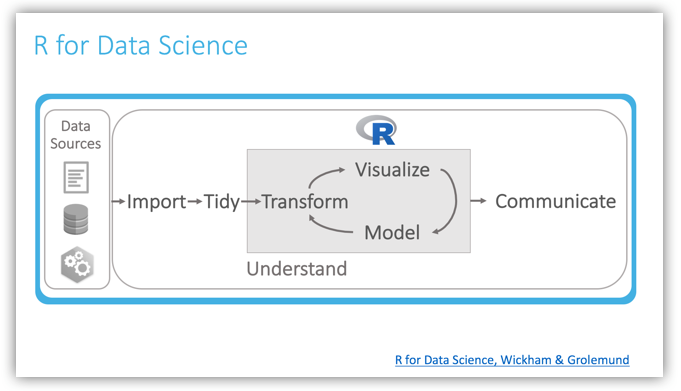 R for Data Science
Data
Sources
R
Import
Tidy
Transform
Visualize
Model
Understand
Communicate
R for Data Science, Wickham & Grolemund